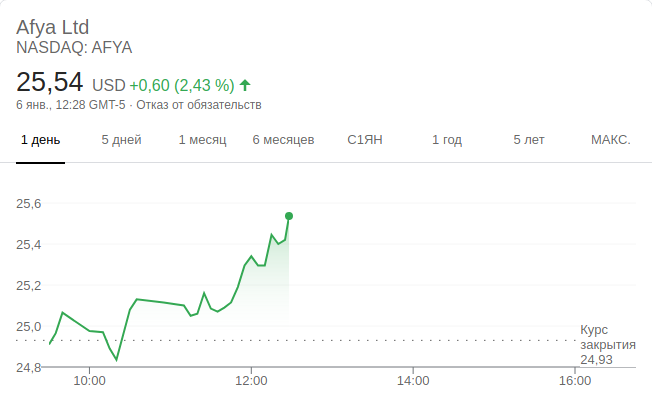 Afya Ltd
NASDAQ: AFYA
25,54 USD +0,60 (2,43 %)
6 янв., 12:28 GMT-5 · Отказ от обязательств
1 день 5 дней 1 месяц 6 месяцев С1ЯН 1 год 5 лет МАКС.
25,6
25,4
25,2
25,0
24,8
Курс
закрытия
24,93
10:00 12:00 14:00 16:00